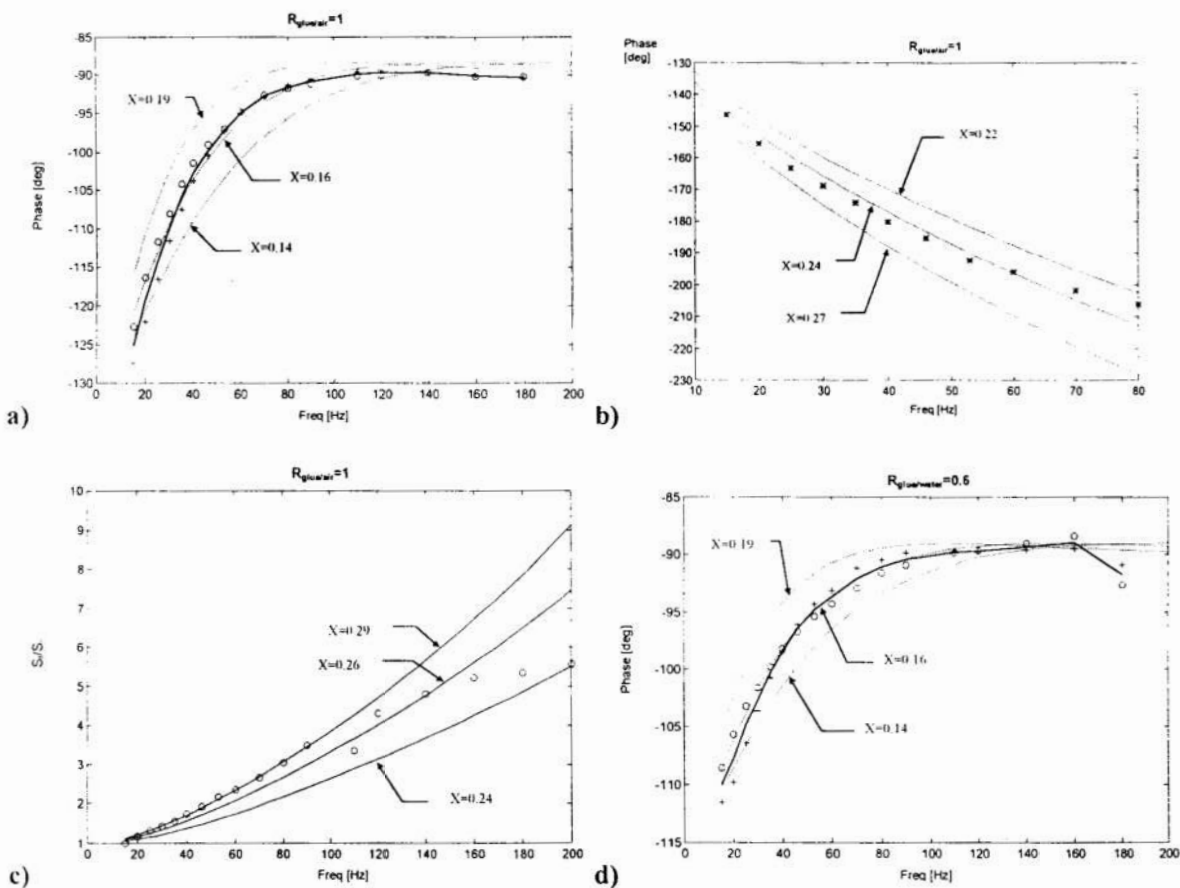 R glue/air=1
-85
-90
-95
-100
-105
-110
-115
-120
-125
-130
Phase [deg]
X=0.19
X=0.16
X=0.14
0 20 40 60 80 100 120 140 160 180 200
Freq [Hz]
a)
Phase
[deg]
R glue/air=1
-130
-140
-150
-160
-170
-180
-190
-200
-210
-220
-230
X=0.22
X=0.24
X=0.27
10 20 30 40 50 60 70 80
Freq [Hz]
b)
R glue/air=1
10
9
8
7
6
5
4
3
2
1
X=0.29
X=0.26
X=0.24
0 20 40 60 80 100 120 140 160 180 200
Freq [Hz]
c)
R glue/water=0.6
-85
-90
-95
-100
-105
-110
-115
Phase [deg]
X=0.19
X=0.16
X=0.14
0 20 40 60 80 100 120 140 160 180 200
Freq [Hz]
d)